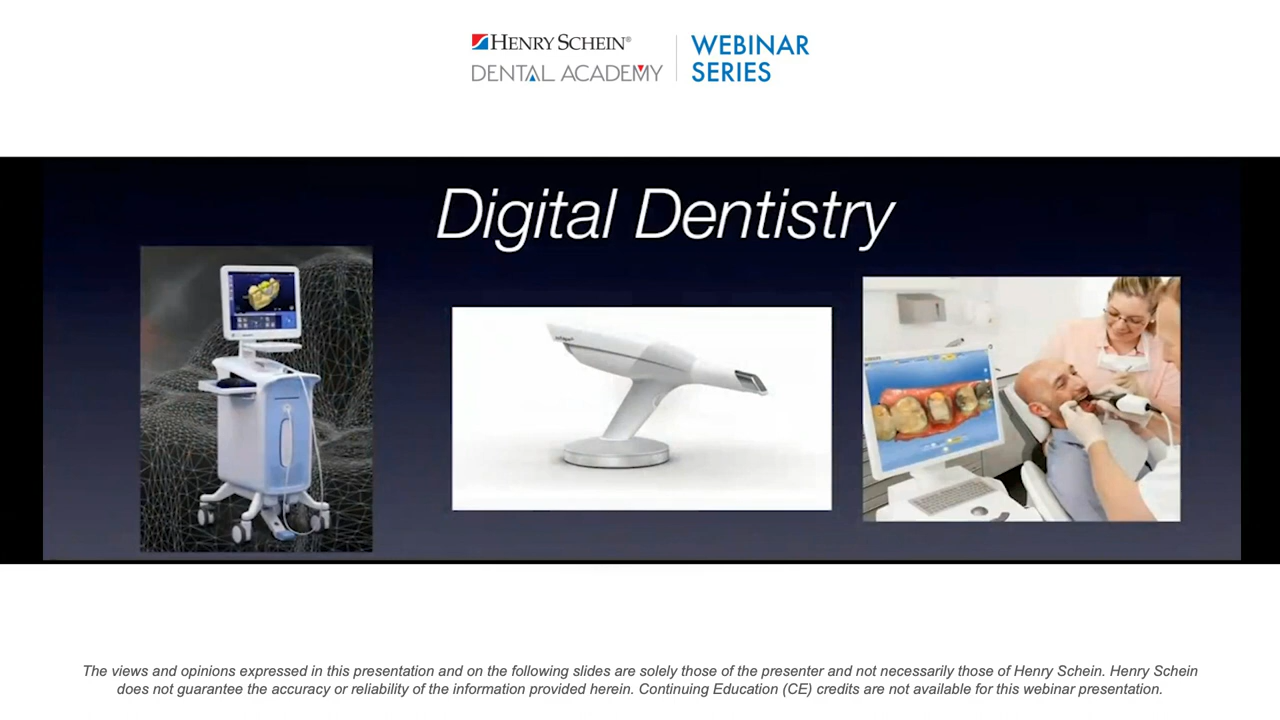 HENRY SCHEIN®
DENTAL ACADEMY
WEBINAR
SERIES
Digital Dentistry
The views and opinions expressed in this presentation and on the following slides are solely those of the presenter and not necessarily those of Henry Schein. Henry Schein
does not guarantee the accuracy or reliability of the information provided herein. Continuing Education (CE) credits are not available for this webinar presentation.